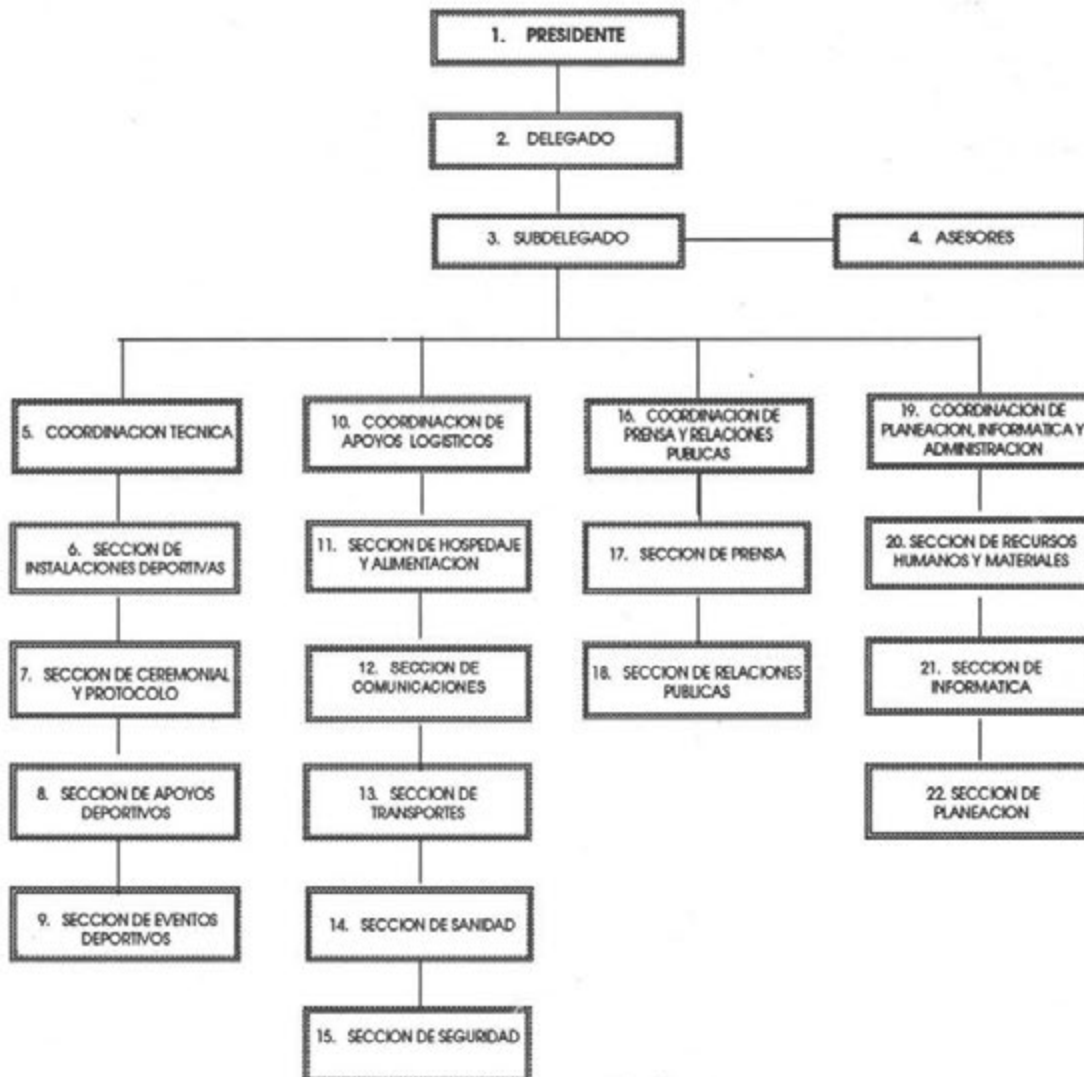 1. PRESIDENTE
2. DELEGADO
3. SUBDELEGADO
4. ASESORES
5. COORDINACION TECNICA
6. SECCION DE
INSTALACIONES DEPORTIVAS
7. SECCION DE CEREMONIAL
Y PROTOCOLO
8. SECCION DE APOYOS
DEPORTIVOS
9. SECCION DE EVENTOS
DEPORTIVOS
10. COORDINACION DE
APOYOS LOGISTICOS
11. SECCION DE HOSPEDAJE
Y ALIMENTACION
12. SECCION DE
COMUNICACIONES
13. SECCION DE
TRANSPORTES
14. SECCION DE SANIDAD
15. SECCION DE SEGURIDAD
16. COORDINACION DE
PRENSA Y RELACIONES
PUBLICAS
17. SECCION DE PRENSA
18. SECCION DE RELACIONES
PUBLICAS
19. COORDINACION DE
PLANEACION, INFORMATICA Y
ADMINISTRACION
20. SECCION DE RECURSOS
HUMANOS Y MATERIALES
21. SECCION DE
INFORMATICA
22. SECCION DE
PLANEACION